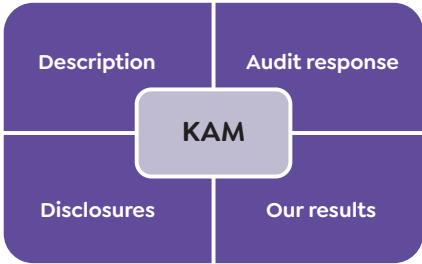 Description
Audit response
KAM
Disclosures
Our results